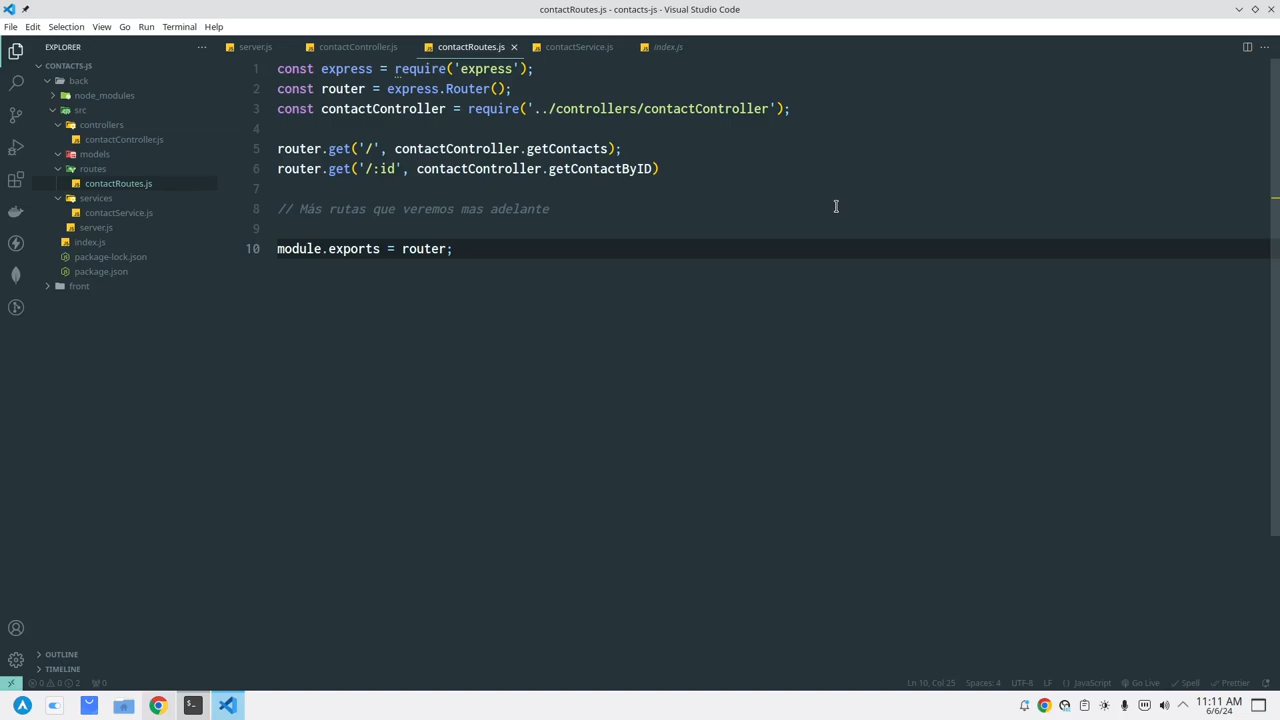 contactRoutes.js - contacts-js - Visual Studio Code
File Edit Selection View Go Run Terminal Help
EXPLORER
server.js contactController.js contactRoutes.js contactService.js index.js
CONTACTS-JS
back
node_modules
src
controllers
contactController.js
models
routes
contactRoutes.js
services
contactService.js
server.js
index.js
package-lock.json
package.json
front
1 const express = require('express');
2 const router = express.Router();
3 const contactController = require('../controllers/contactController');
4
5 router.get('/', contactController.getContacts);
6 router.get('/:id', contactController.getContactByID)
7
8 // Más rutas que veremos mas adelante
9
10 module.exports = router;
OUTLINE
TIMELINE
0 0 2 0 Ln 10, Col 25 Spaces: 4 UTF-8 LF {} JavaScript Go Live Spell Prettier
11:11 AM
6/6/24